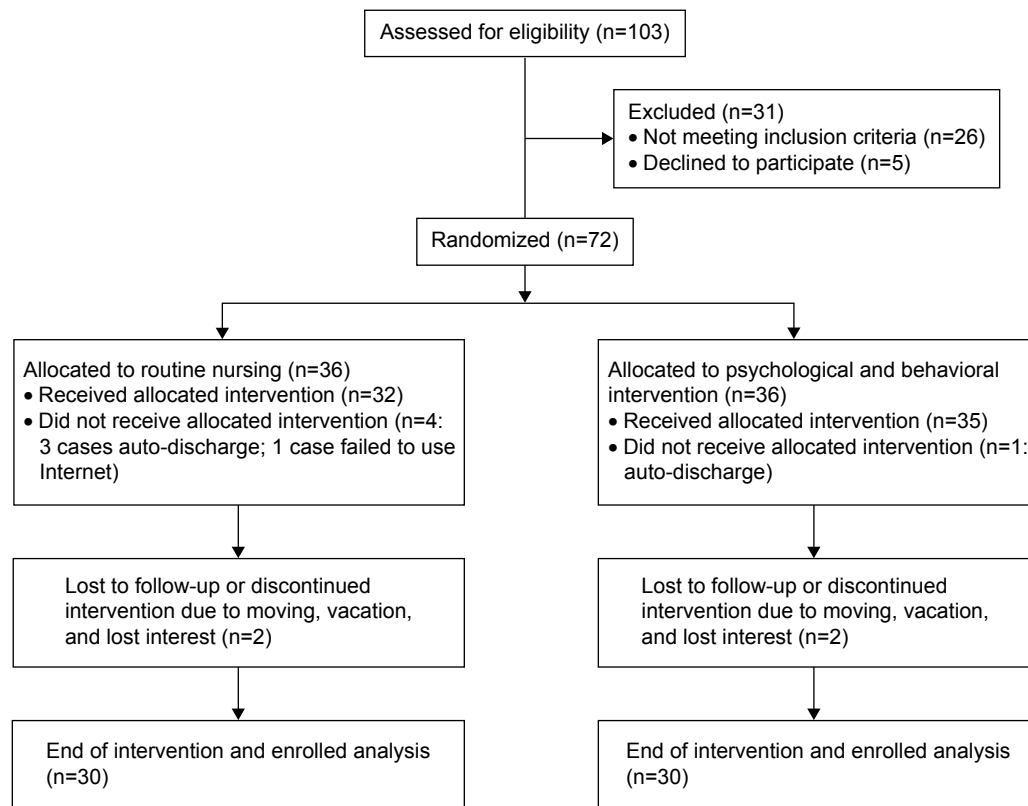 Assessed for eligibility (n=103)
Excluded (n=31)
• Not meeting inclusion criteria (n=26)
• Declined to participate (n=5)
Randomized (n=72)
Allocated to routine nursing (n=36)
• Received allocated intervention (n=32)
• Did not receive allocated intervention (n=4:
3 cases auto-discharge; 1 case failed to use
Internet)
Allocated to psychological and behavioral
intervention (n=36)
• Received allocated intervention (n=35)
• Did not receive allocated intervention (n=1:
auto-discharge)
Lost to follow-up or discontinued
intervention due to moving, vacation,
and lost interest (n=2)
Lost to follow-up or discontinued
intervention due to moving, vacation,
and lost interest (n=2)
End of intervention and enrolled analysis
(n=30)
End of intervention and enrolled analysis
(n=30)